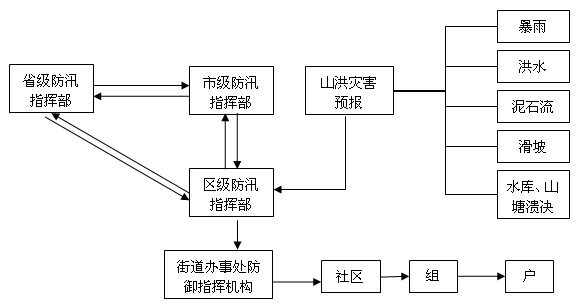 省级防汛
指挥部
市级防汛
指挥部
山洪灾害
预报
暴雨
洪水
泥石流
滑坡
水库、山
塘溃决
区级防汛
指挥部
街道办事处防
御指挥机构
社区
组
户